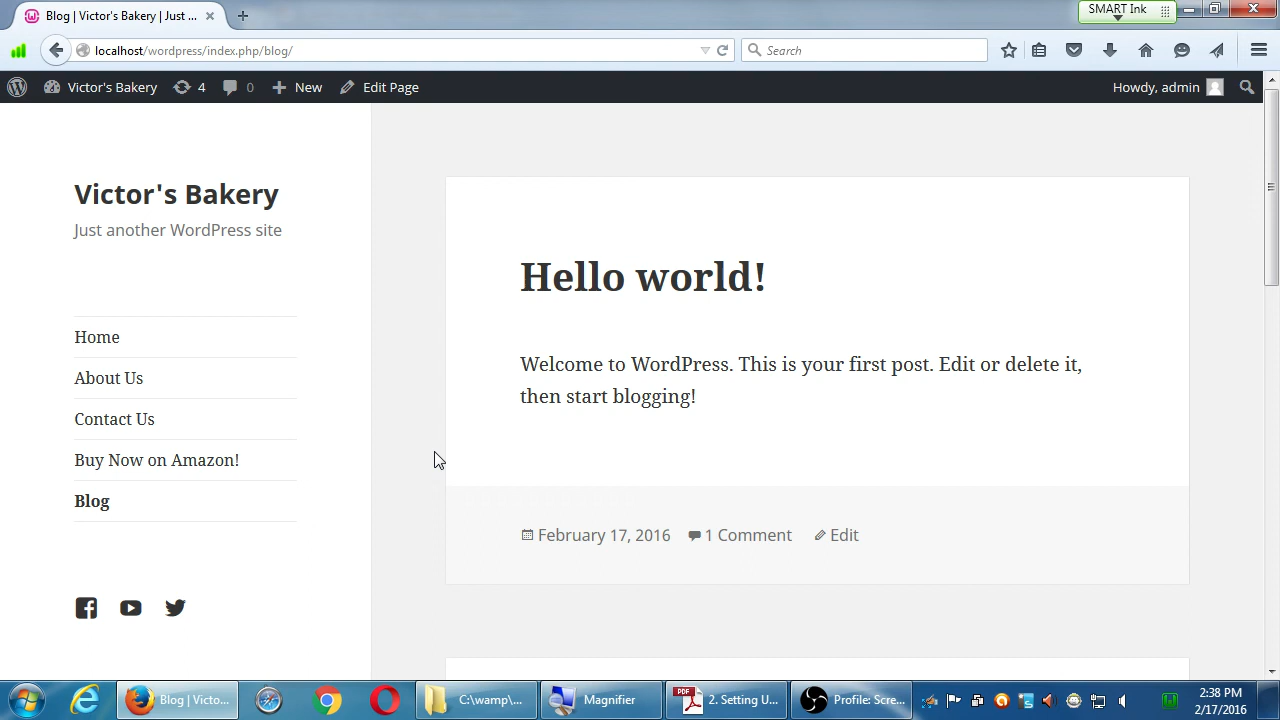 Blog | Victor's Bakery | Just ...
SMART Ink
localhost/wordpress/index.php/blog/
Search
Victor's Bakery
4
0
New
Edit Page
Howdy, admin
Victor's Bakery
Just another WordPress site
Home
About Us
Contact Us
Buy Now on Amazon!
Blog
Hello world!
Welcome to WordPress. This is your first post. Edit or delete it,
then start blogging!
February 17, 2016
1 Comment
Edit
Blog | Victo...
C:\wamp\...
Magnifier
PDF
2. Setting U...
Profile: Scre...
2:38 PM
2/17/2016